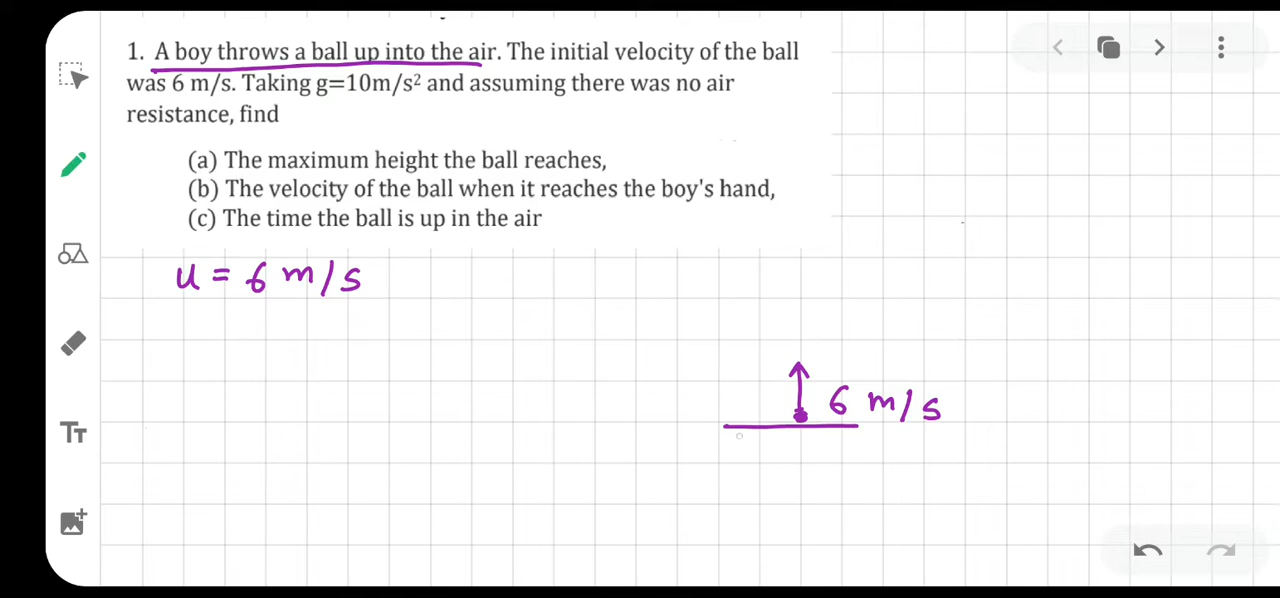 1. A boy throws a ball up into the air. The initial velocity of the ball
was 6 m/s. Taking g=10m/s² and assuming there was no air
resistance, find
(a) The maximum height the ball reaches,
(b) The velocity of the ball when it reaches the boy's hand,
(c) The time the ball is up in the air
u = 6 m/s
6 m/s
TT